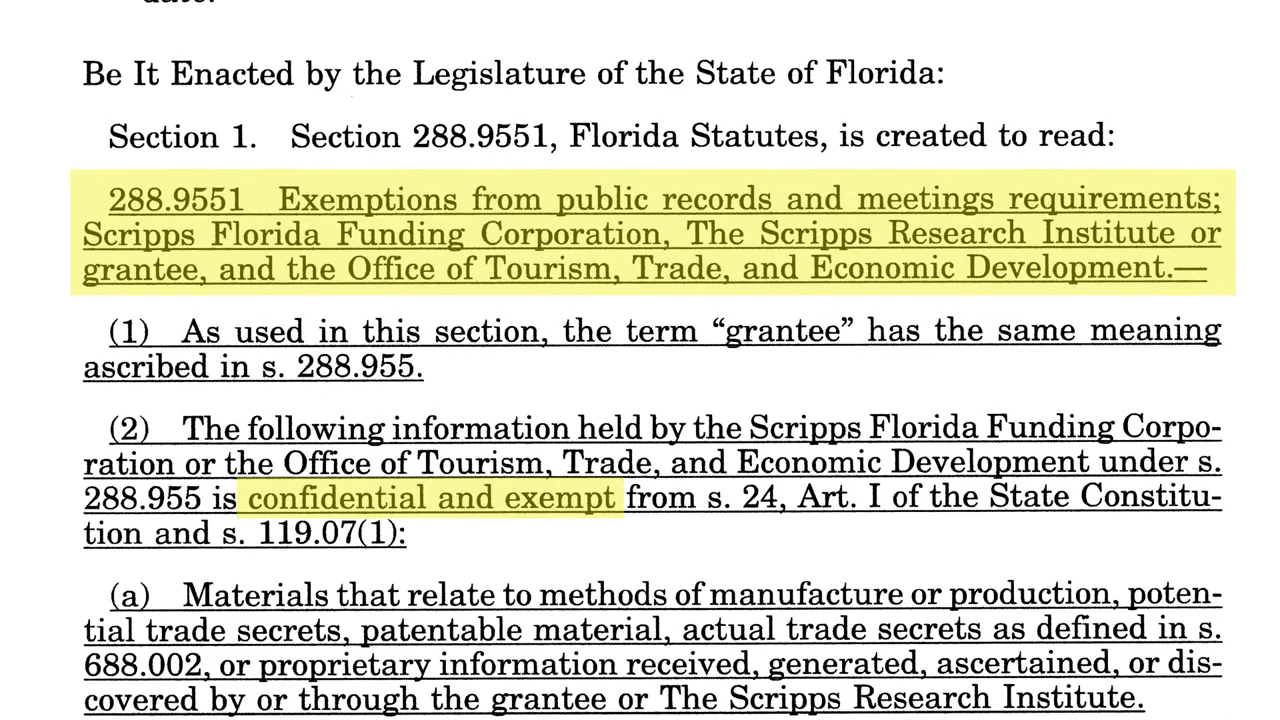 date.
Be It Enacted by the Legislature of the State of Florida:
Section 1. Section 288.9551, Florida Statutes, is created to read:
288.9551 Exemptions from public records and meetings requirements;
Scripps Florida Funding Corporation, The Scripps Research Institute or
grantee, and the Office of Tourism, Trade, and Economic Development.—
(1) As used in this section, the term “grantee” has the same meaning
ascribed in s. 288.955.
(2) The following information held by the Scripps Florida Funding Corpo-
ration or the Office of Tourism, Trade, and Economic Development under s.
288.955 is confidential and exempt from s. 24, Art. I of the State Constitu-
tion and s. 119.07(1):
(a) Materials that relate to methods of manufacture or production, poten-
tial trade secrets, patentable material, actual trade secrets as defined in s.
688.002, or proprietary information received, generated, ascertained, or dis-
covered by or through the grantee or The Scripps Research Institute.